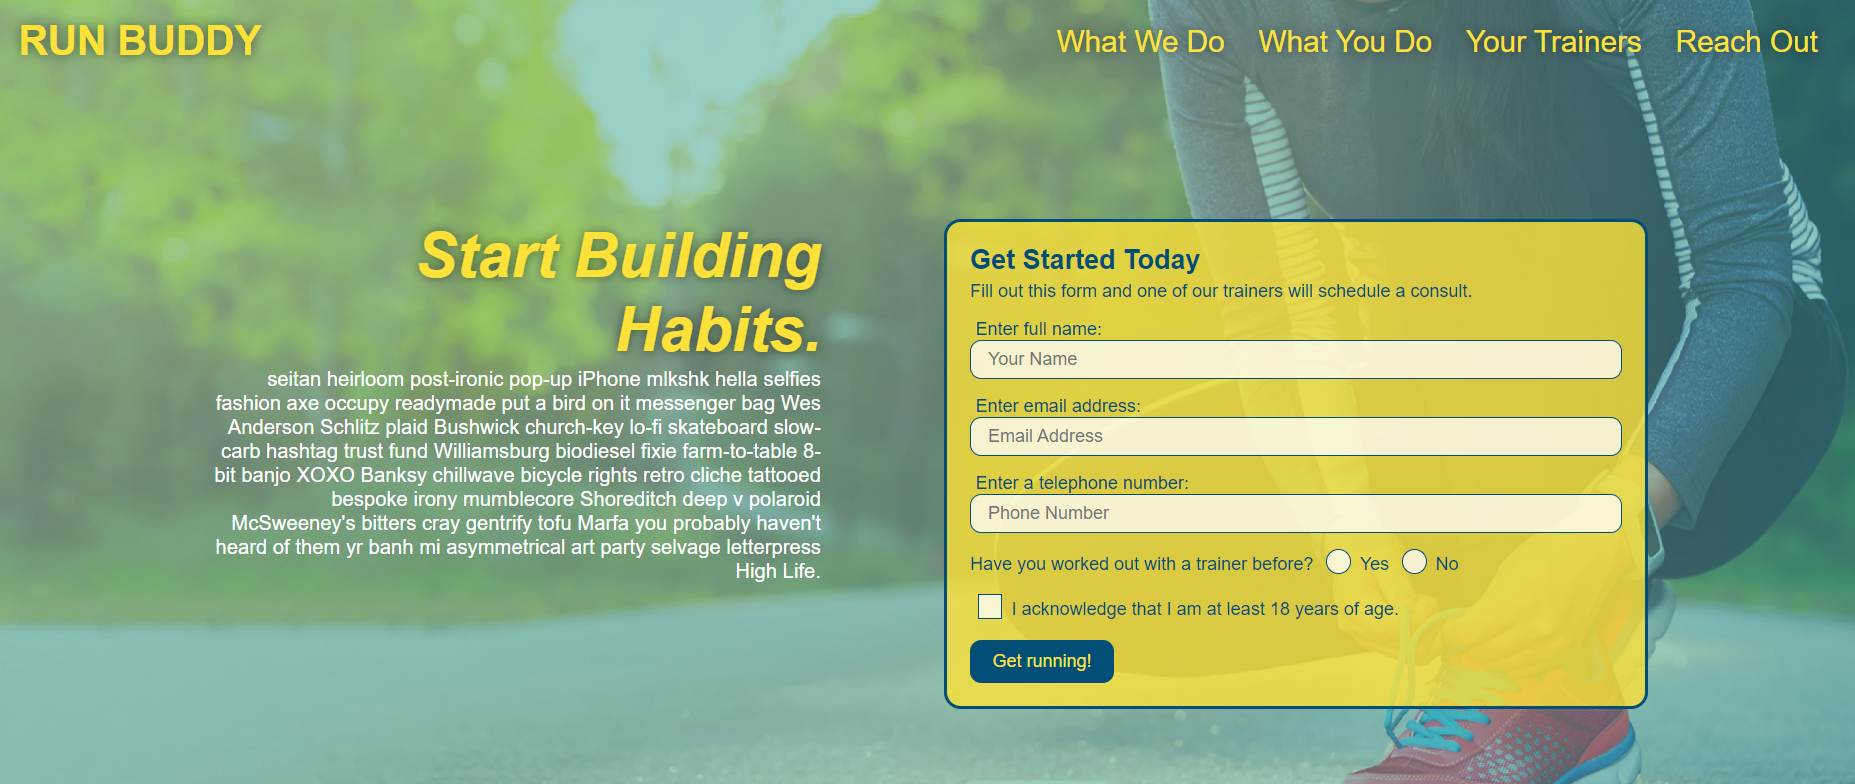 RUN BUDDY
What We Do What You Do Your Trainers Reach Out
Start Building
Habits.
seitan heirloom post-ironic pop-up iPhone mlkshk hella selfies
fashion axe occupy readymade put a bird on it messenger bag Wes
Anderson Schlitz plaid Bushwick church-key lo-fi skateboard slow-
carb hashtag trust fund Williamsburg biodiesel fixie farm-to-table 8-
bit banjo XOXO Banksy chillwave bicycle rights retro cliche tattooed
bespoke irony mumblecore Shoreditch deep v polaroid
McSweeney's bitters cray gentrify tofu Marfa you probably haven't
heard of them yr banh mi asymmetrical art party selvage letterpress
High Life.
Get Started Today
Fill out this form and one of our trainers will schedule a consult.
Enter full name:
Your Name
Enter email address:
Email Address
Enter a telephone number:
Phone Number
Have you worked out with a trainer before? Yes No
I acknowledge that I am at least 18 years of age.
Get running!